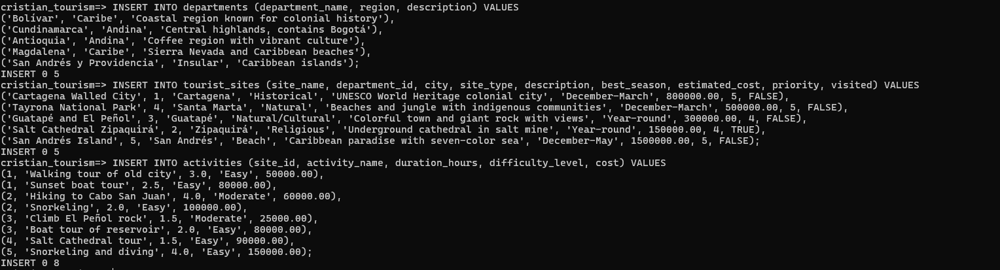 cristian_tourism=> INSERT INTO departments (department_name, region, description) VALUES
('Bolívar', 'Caribe', 'Coastal region known for colonial history'),
('Cundinamarca', 'Andina', 'Central highlands, contains Bogotá'),
('Antioquia', 'Andina', 'Coffee region with vibrant culture'),
('Magdalena', 'Caribe', 'Sierra Nevada and Caribbean beaches'),
('San Andrés y Providencia', 'Insular', 'Caribbean islands');
INSERT 0 5
cristian_tourism=> INSERT INTO tourist_sites (site_name, department_id, city, site_type, description, best_season, estimated_cost, priority, visited) VALUES
('Cartagena Walled City', 1, 'Cartagena', 'Historical', 'UNESCO World Heritage colonial city', 'December-March', 800000.00, 5, FALSE),
('Tayrona National Park', 4, 'Santa Marta', 'Natural', 'Beaches and jungle with indigenous communities', 'December-March', 500000.00, 5, FALSE),
('Guatapé and El Peñol', 3, 'Guatapé', 'Natural/Cultural', 'Colorful town and giant rock with views', 'Year-round', 300000.00, 4, FALSE),
('Salt Cathedral Zipaquirá', 2, 'Zipaquirá', 'Religious', 'Underground cathedral in salt mine', 'Year-round', 150000.00, 4, TRUE),
('San Andrés Island', 5, 'San Andrés', 'Beach', 'Caribbean paradise with seven-color sea', 'December-May', 1500000.00, 5, FALSE);
INSERT 0 5
cristian_tourism=> INSERT INTO activities (site_id, activity_name, duration_hours, difficulty_level, cost) VALUES
(1, 'Walking tour of old city', 3.0, 'Easy', 50000.00),
(1, 'Sunset boat tour', 2.5, 'Easy', 80000.00),
(2, 'Hiking to Cabo San Juan', 4.0, 'Moderate', 60000.00),
(2, 'Snorkeling', 2.0, 'Easy', 100000.00),
(3, 'Climb El Peñol rock', 1.5, 'Moderate', 25000.00),
(3, 'Boat tour of reservoir', 2.0, 'Easy', 80000.00),
(4, 'Salt Cathedral tour', 1.5, 'Easy', 90000.00),
(5, 'Snorkeling and diving', 4.0, 'Easy', 150000.00);
INSERT 0 8